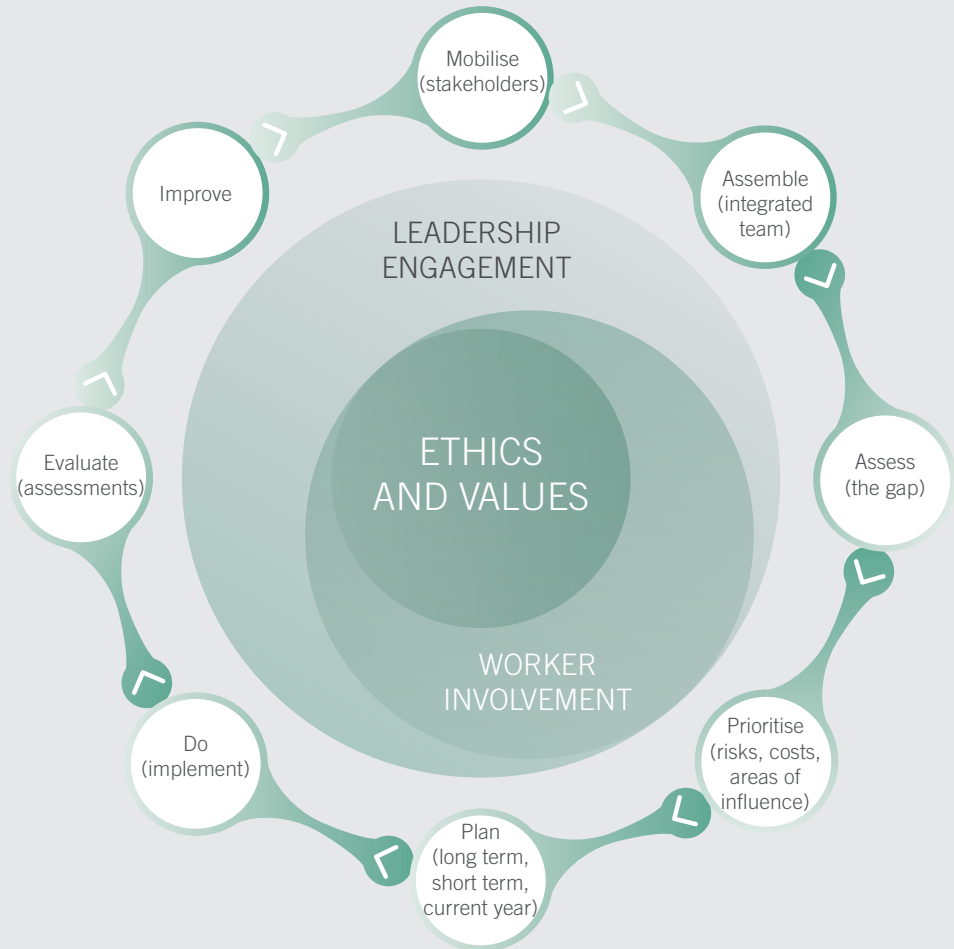 Mobilise
(stakeholders)
Assemble
(integrated
team)
Assess
(the gap)
Prioritise
(risks, costs,
areas of
influence)
Plan
(long term,
short term,
current year)
Do
(implement)
Evaluate
(assessments)
Improve
LEADERSHIP
ENGAGEMENT
ETHICS
AND VALUES
WORKER
INVOLVEMENT